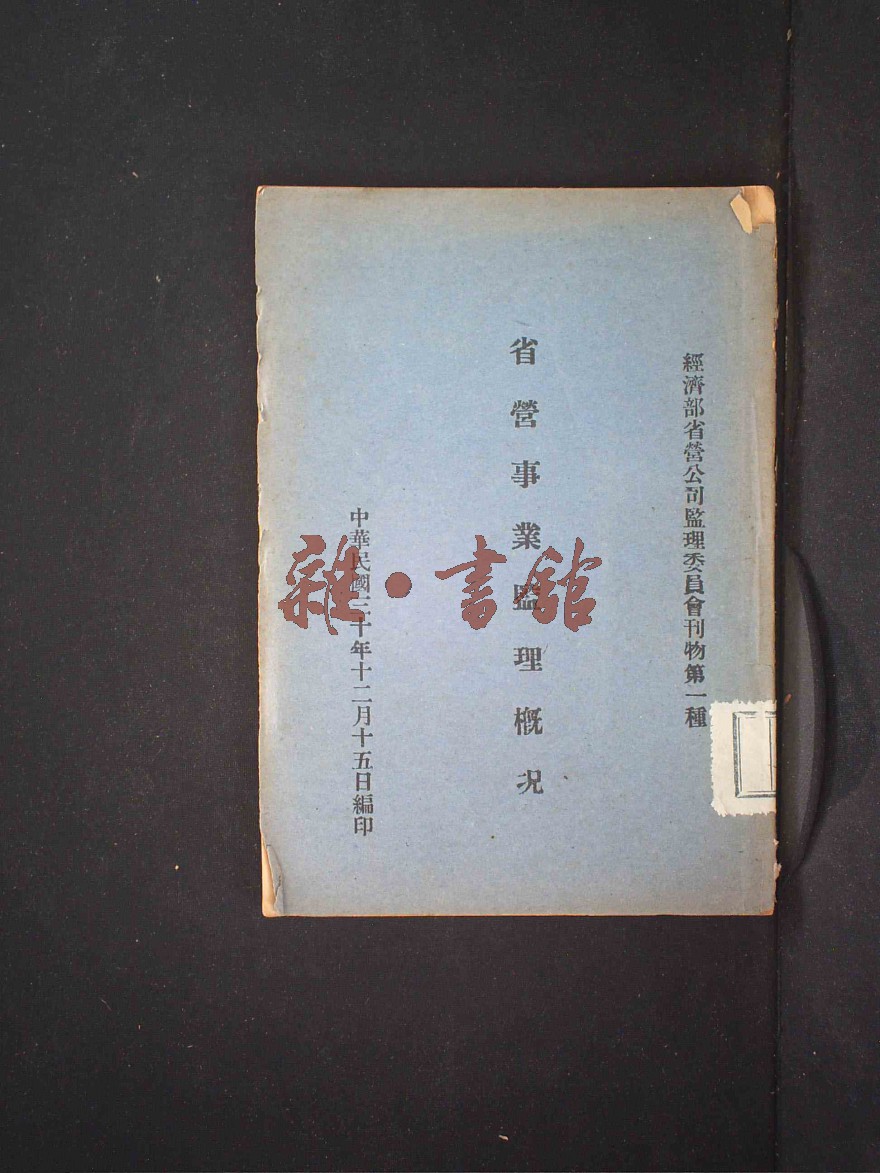 經濟部省營公司監理委員會刊物第一種
省營事業監理概況
中華民國三十年十二月十五日編印
雜·書館